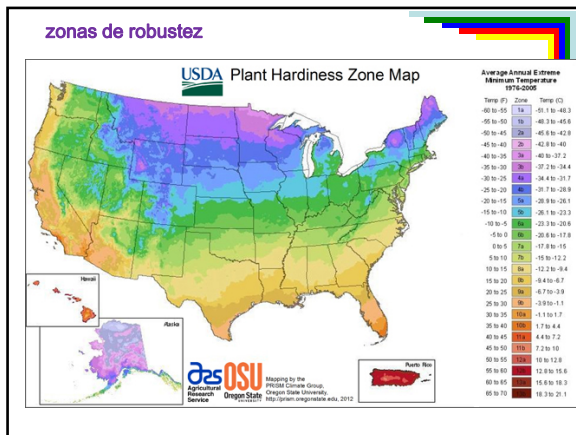 zonas de robustez
USDA Plant Hardiness Zone Map
Average Annual Extreme
Minimum Temperature
1976-2005
Temp (F) Zone Temp (C)
-60 to -55 1a -51.1 to -48.3
-55 to -50 1b -48.3 to -45.6
-50 to -45 2a -45.6 to -42.8
-45 to -40 2b -42.8 to -40
-40 to -35 3a -40 to -37.2
-35 to -30 3b -37.2 to -34.4
-30 to -25 4a -34.4 to -31.7
-25 to -20 4b -31.7 to -28.9
-20 to -15 5a -28.9 to -26.1
-15 to -10 5b -26.1 to -23.3
-10 to -5 6a -23.3 to -20.6
-5 to 0 6b -20.6 to -17.8
0 to 5 7a -17.8 to -15
5 to 10 7b -15 to -12.2
10 to 15 8a -12.2 to -9.4
15 to 20 8b -9.4 to -6.7
20 to 25 9a -6.7 to -3.9
25 to 30 9b -3.9 to -1.1
30 to 35 10a -1.1 to 1.7
35 to 40 10b 1.7 to 4.4
40 to 45 11a 4.4 to 7.2
45 to 50 11b 7.2 to 10
50 to 55 12a 10 to 12.8
55 to 60 12.8 to 15.6
60 to 65 15.6 to 18.3
65 to 70 18.3 to 21.1
Hawaii
Alaska
Puerto Rico
ars
Agricultural
Research
Service
OSU
Oregon State
UNIVERSITY
Mapping by the
PRISM Climate Group,
Oregon State University,
http://prism.oregonstate.edu, 2012